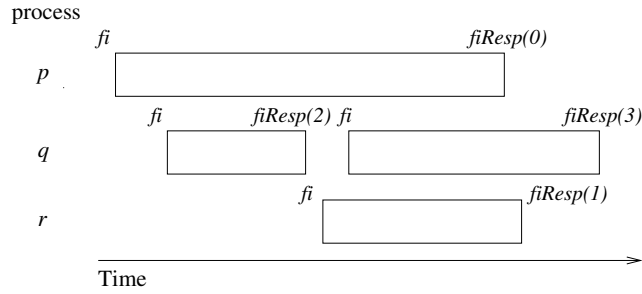 process
fi fiResp(0)
p
fi fiResp(2) fi fiResp(3)
q
fi fiResp(1)
r
Time